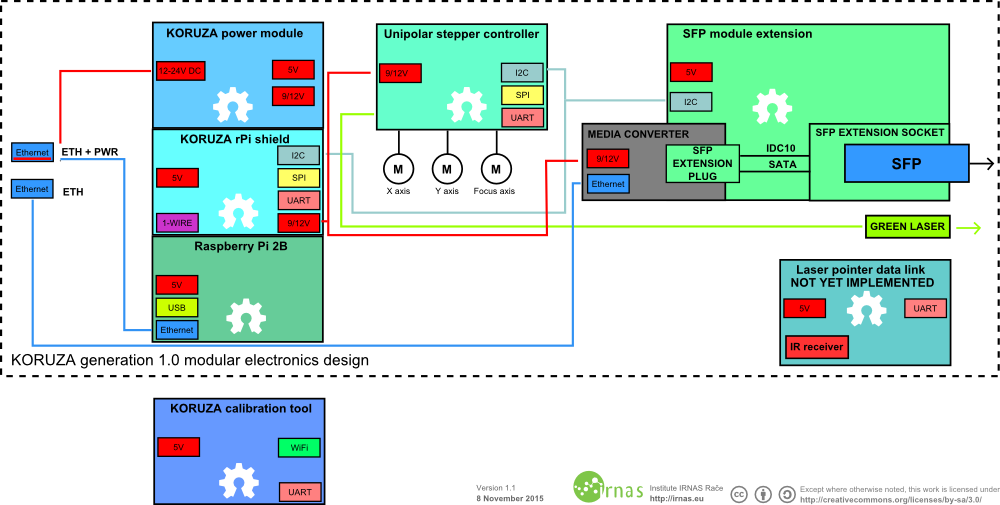 KORUZA power module
12-24V DC
5V
9/12V
KORUZA rPi shield
I2C
5V
SPI
UART
1-WIRE
9/12V
Raspberry Pi 2B
5V
USB
Ethernet
Ethernet
ETH + PWR
Ethernet
ETH
Unipolar stepper controller
9/12V
I2C
SPI
UART
M
M
M
X axis
Y axis
Focus axis
SFP module extension
5V
I2C
MEDIA CONVERTER
9/12V
Ethernet
SFP
EXTENSION
PLUG
IDC10
SATA
SFP EXTENSION SOCKET
SFP
GREEN LASER
Laser pointer data link
NOT YET IMPLEMENTED
5V
UART
IR receiver
KORUZA generation 1.0 modular electronics design
KORUZA calibration tool
5V
WiFi
UART
Version 1.1
8 November 2015
irnas
Institute IRNAS Rače
http://irnas.eu
cc
Except where otherwise noted, this work is licensed under
http://creativecommons.org/licenses/by-sa/3.0/